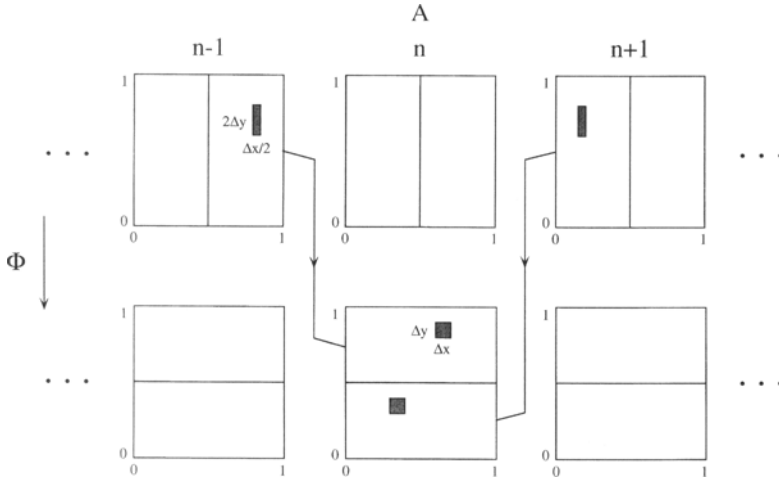 A
n-1 n n+1
1 1 1
2Δy
Δx/2
. . . . . .
0 0 0
0 1 0 1 0 1
Φ
1 1 1
Δy
Δx
. . . . . .
0 0 0
0 1 0 1 0 1